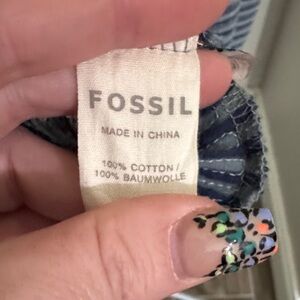 FOSSIL
MADE IN CHINA
100% COTTON /
100% BAUMWOLLE